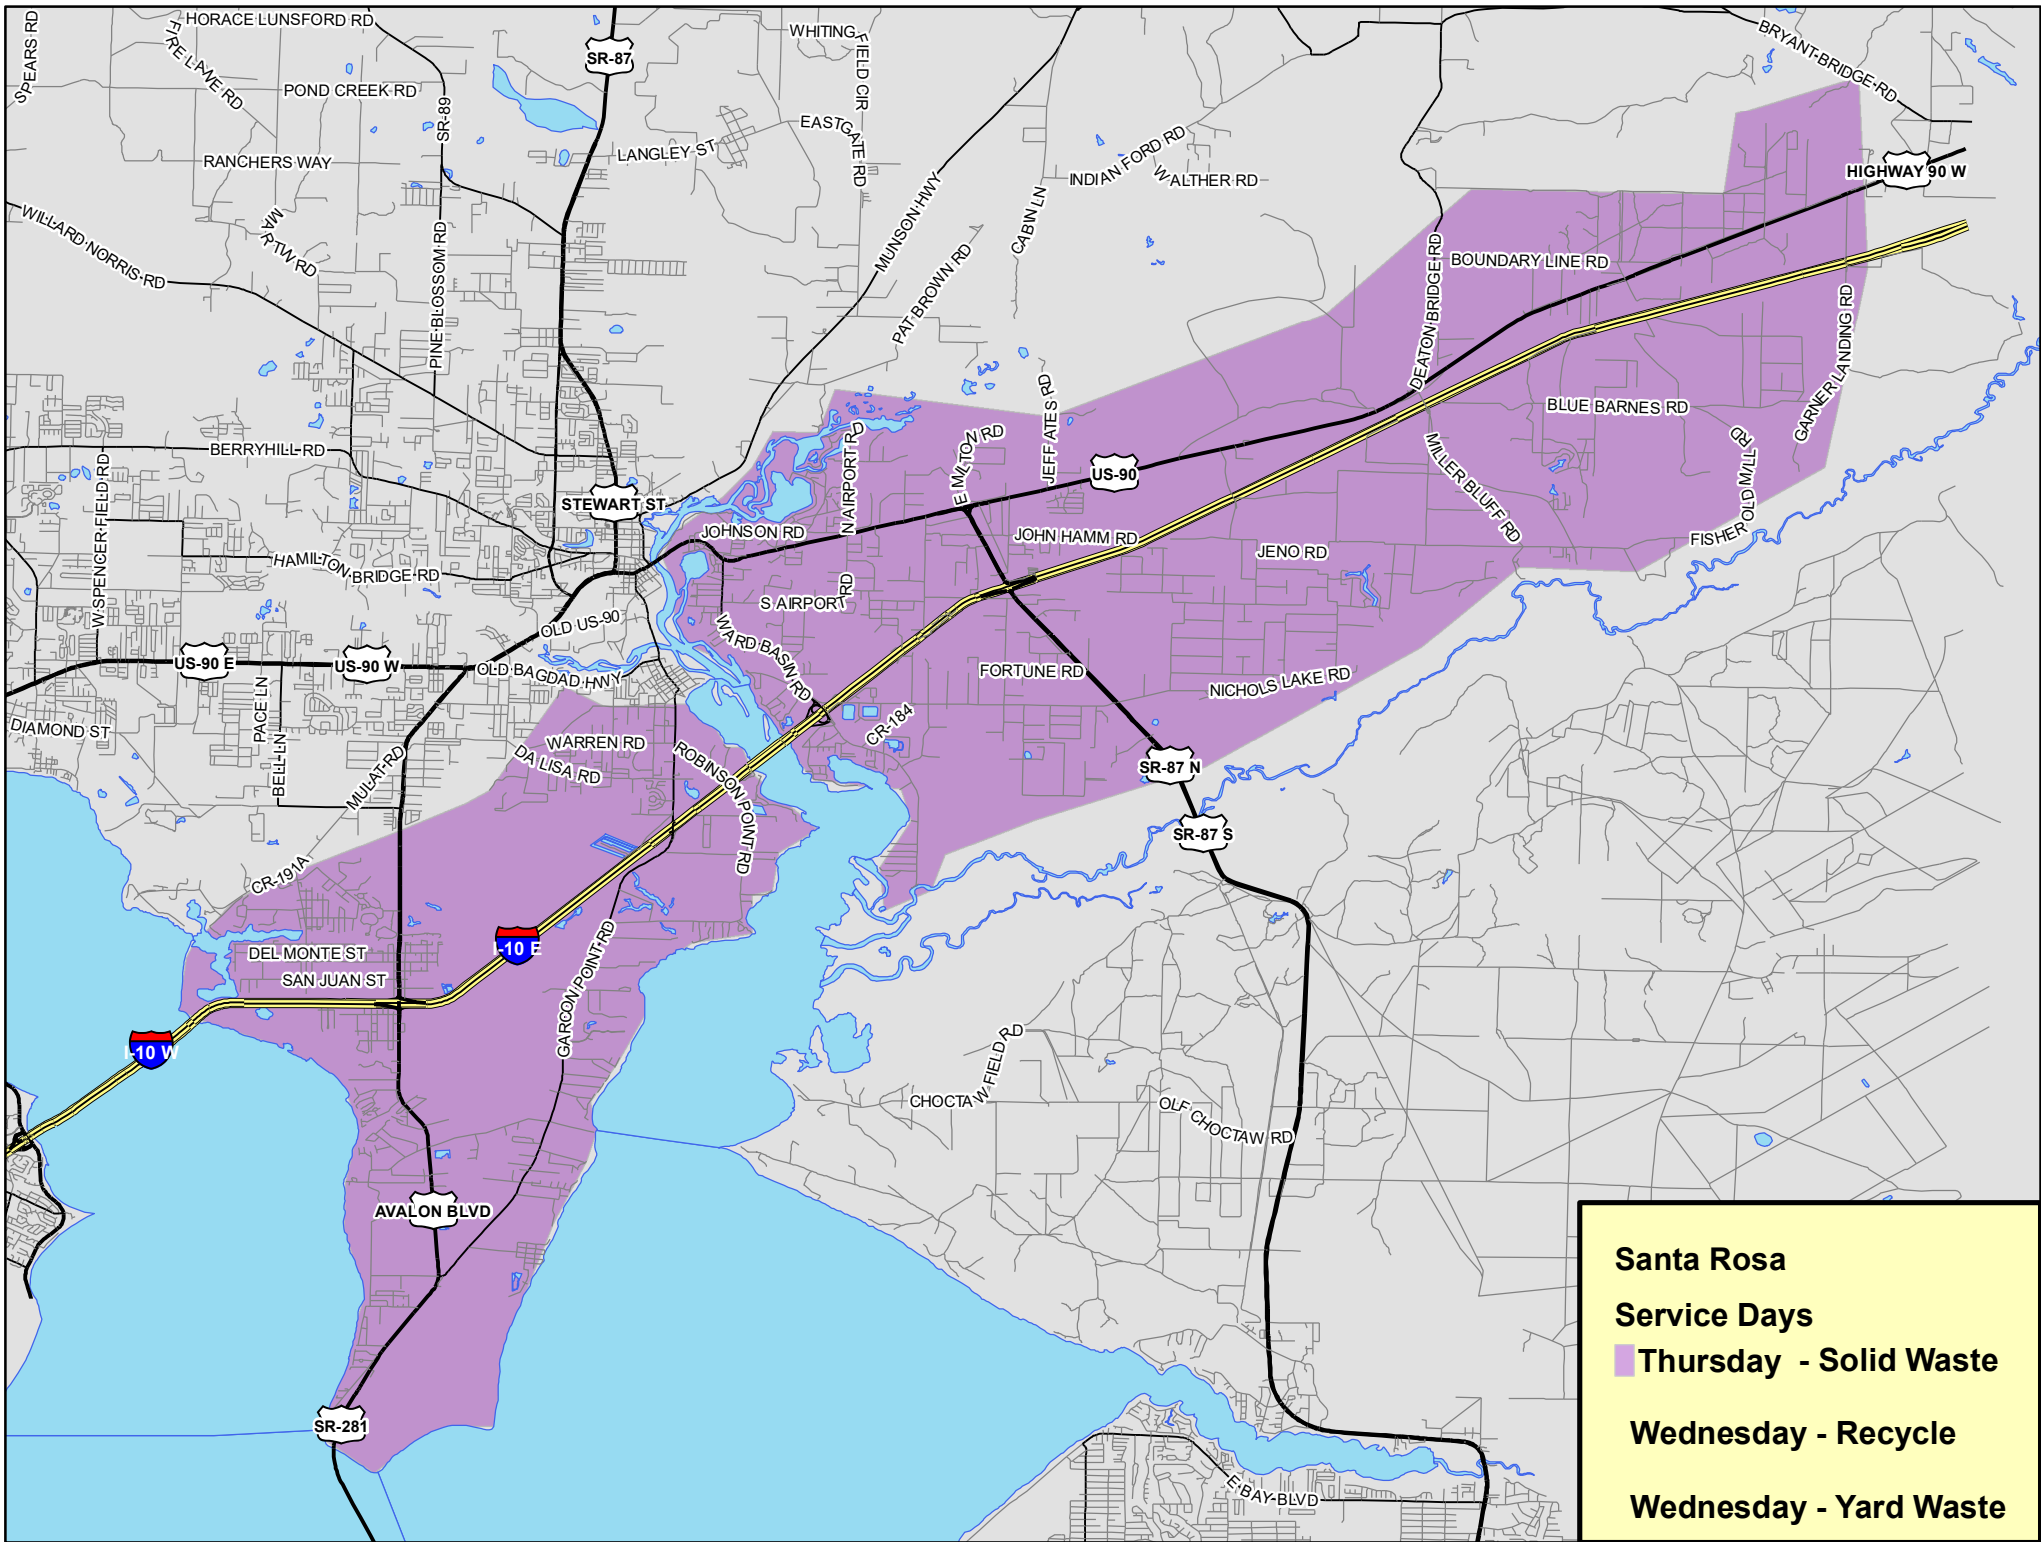 HORACE LUNSFORD RD
SPEARS RD
FIRE LANE RD
SR-87
WHITING FIELD CIR
BRYANT BRIDGE RD
POND CREEK RD
SR-89
EASTGATE RD
LANGLEY ST
RANCHERS WAY
INDIAN FORD RD
WALTHER RD
HIGHWAY 90 W
MUNSON HWY
CABIN LN
WILLARD NORRIS RD
MARTW RD
PINE BLOSSOM RD
PAT BROWN RD
DEATON BRIDGE RD
BOUNDARY LINE RD
GARNER LANDING RD
JEFF ATES RD
BLUE BARNES RD
BERRYHILL RD
N AIRPORT RD
E MILTON RD
W SPENCER FIELD RD
US-90
MILLER BLUFF RD
OLD MILL RD
STEWART ST
JOHNSON RD
JOHN HAMM RD
JENO RD
FISHER
HAMILTON BRIDGE RD
S AIRPORT RD
OLD US-90
WARD BASIN RD
US-90 E
US-90 W
OLD BAGDAD HWY
FORTUNE RD
NICHOLS LAKE RD
PACE LN
DIAMOND ST
BELL LN
MULAT RD
WARREN RD
DA LISA RD
ROBINSON POINT RD
CR-184
SR-87 N
SR-87 S
CR-191A
DEL MONTE ST
SAN JUAN ST
I-10 E
GARCON POINT RD
I-10 W
CHOCTAW FIELD RD
OLF CHOCTAW RD
AVALON BLVD
SR-281
E BAY BLVD
Santa Rosa
Service Days
Thursday - Solid Waste
Wednesday - Recycle
Wednesday - Yard Waste